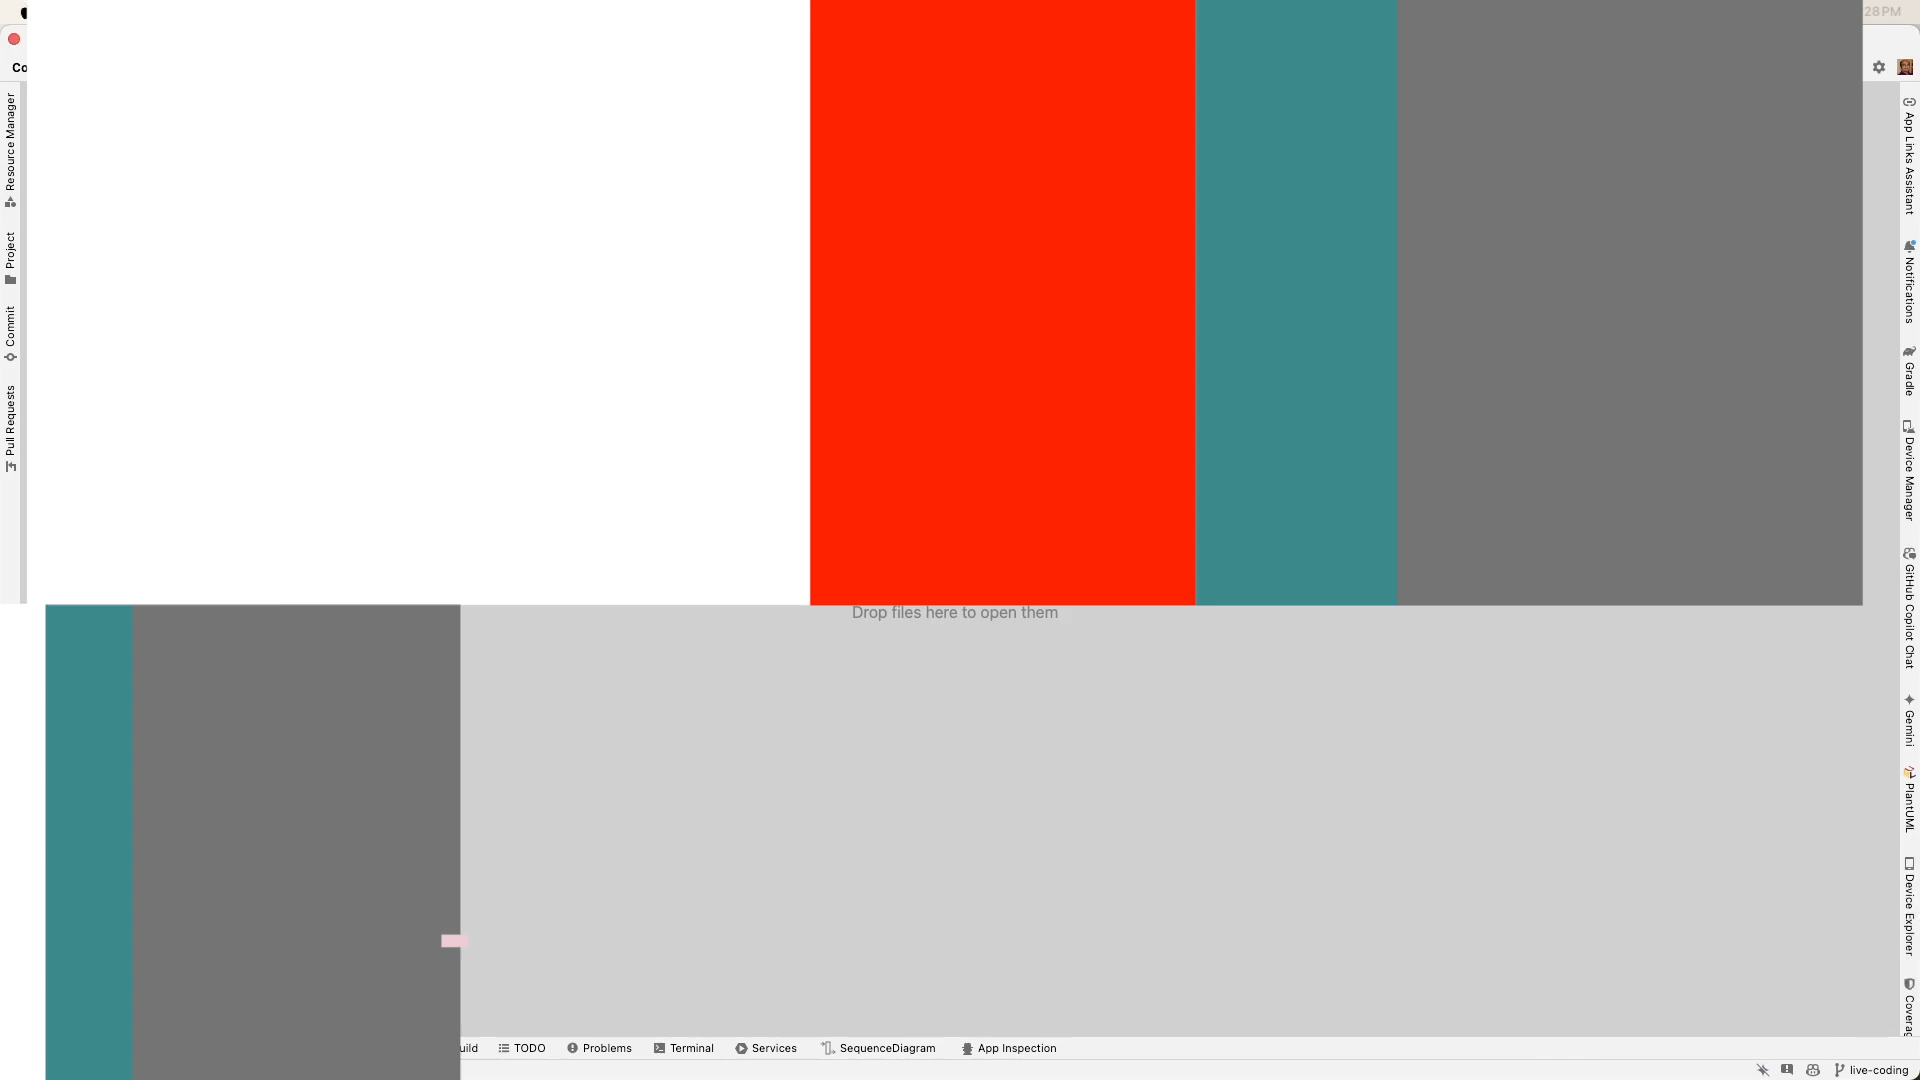 28 PM
Co
Resource Manager
Project
Commit
Pull Requests
App Links Assistant
Notifications
Gradle
Device Manager
GitHub Copilot Chat
Gemini
PlantUML
Device Explorer
Coverag
Drop files here to open them
uild
TODO
Problems
Terminal
Services
SequenceDiagram
App Inspection
live-coding